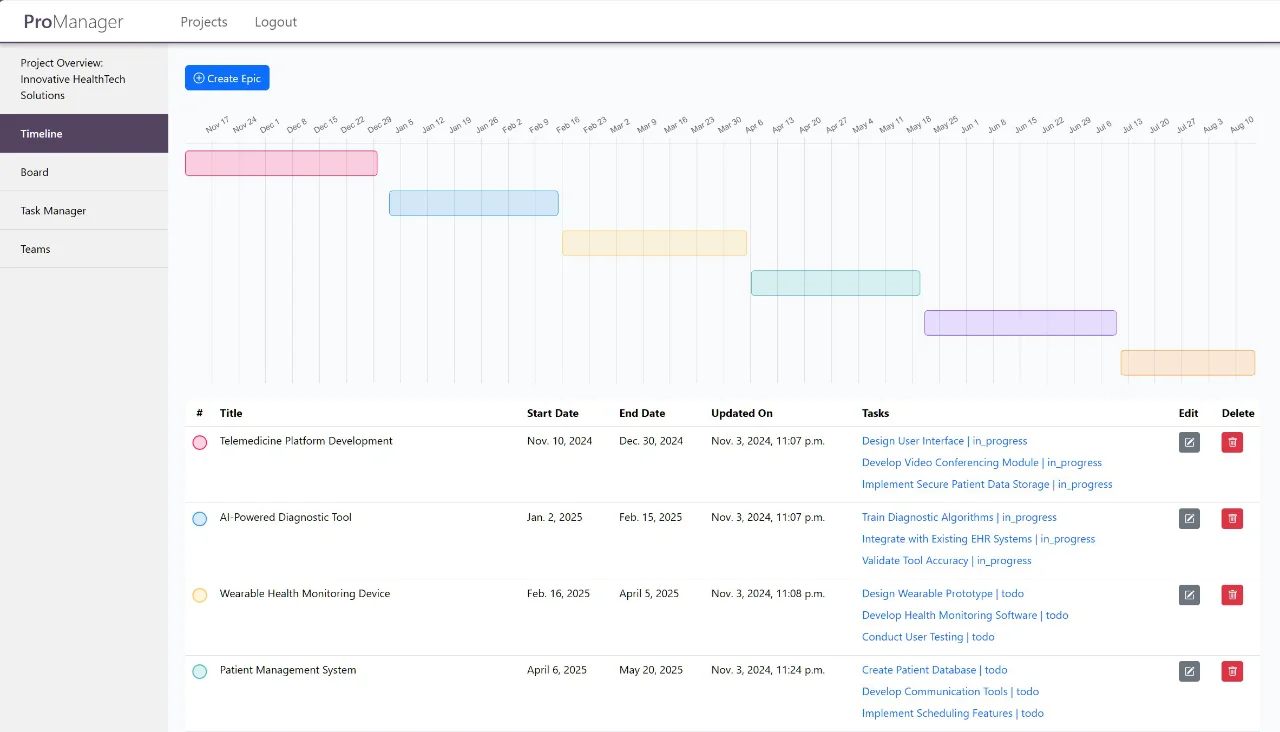 ProManager Projects Logout
Project Overview:
Innovative HealthTech
Solutions
Timeline
Board
Task Manager
Teams
Create Epic
Nov 17 Nov 24 Dec 1 Dec 8 Dec 15 Dec 22 Dec 29 Jan 5 Jan 12 Jan 19 Jan 26 Feb 2 Feb 9 Feb 16 Feb 23 Mar 2 Mar 9 Mar 16 Mar 23 Mar 30 Apr 6 Apr 13 Apr 20 Apr 27 May 4 May 11 May 18 May 25 Jun 1 Jun 8 Jun 15 Jun 22 Jun 29 Jul 6 Jul 13 Jul 20 Jul 27 Aug 3 Aug 10
# Title Start Date End Date Updated On Tasks Edit Delete
Telemedicine Platform Development Nov. 10, 2024 Dec. 30, 2024 Nov. 3, 2024, 11:07 p.m. Design User Interface | in_progress
Develop Video Conferencing Module | in_progress
Implement Secure Patient Data Storage | in_progress
AI-Powered Diagnostic Tool Jan. 2, 2025 Feb. 15, 2025 Nov. 3, 2024, 11:07 p.m. Train Diagnostic Algorithms | in_progress
Integrate with Existing EHR Systems | in_progress
Validate Tool Accuracy | in_progress
Wearable Health Monitoring Device Feb. 16, 2025 April 5, 2025 Nov. 3, 2024, 11:08 p.m. Design Wearable Prototype | todo
Develop Health Monitoring Software | todo
Conduct User Testing | todo
Patient Management System April 6, 2025 May 20, 2025 Nov. 3, 2024, 11:24 p.m. Create Patient Database | todo
Develop Communication Tools | todo
Implement Scheduling Features | todo